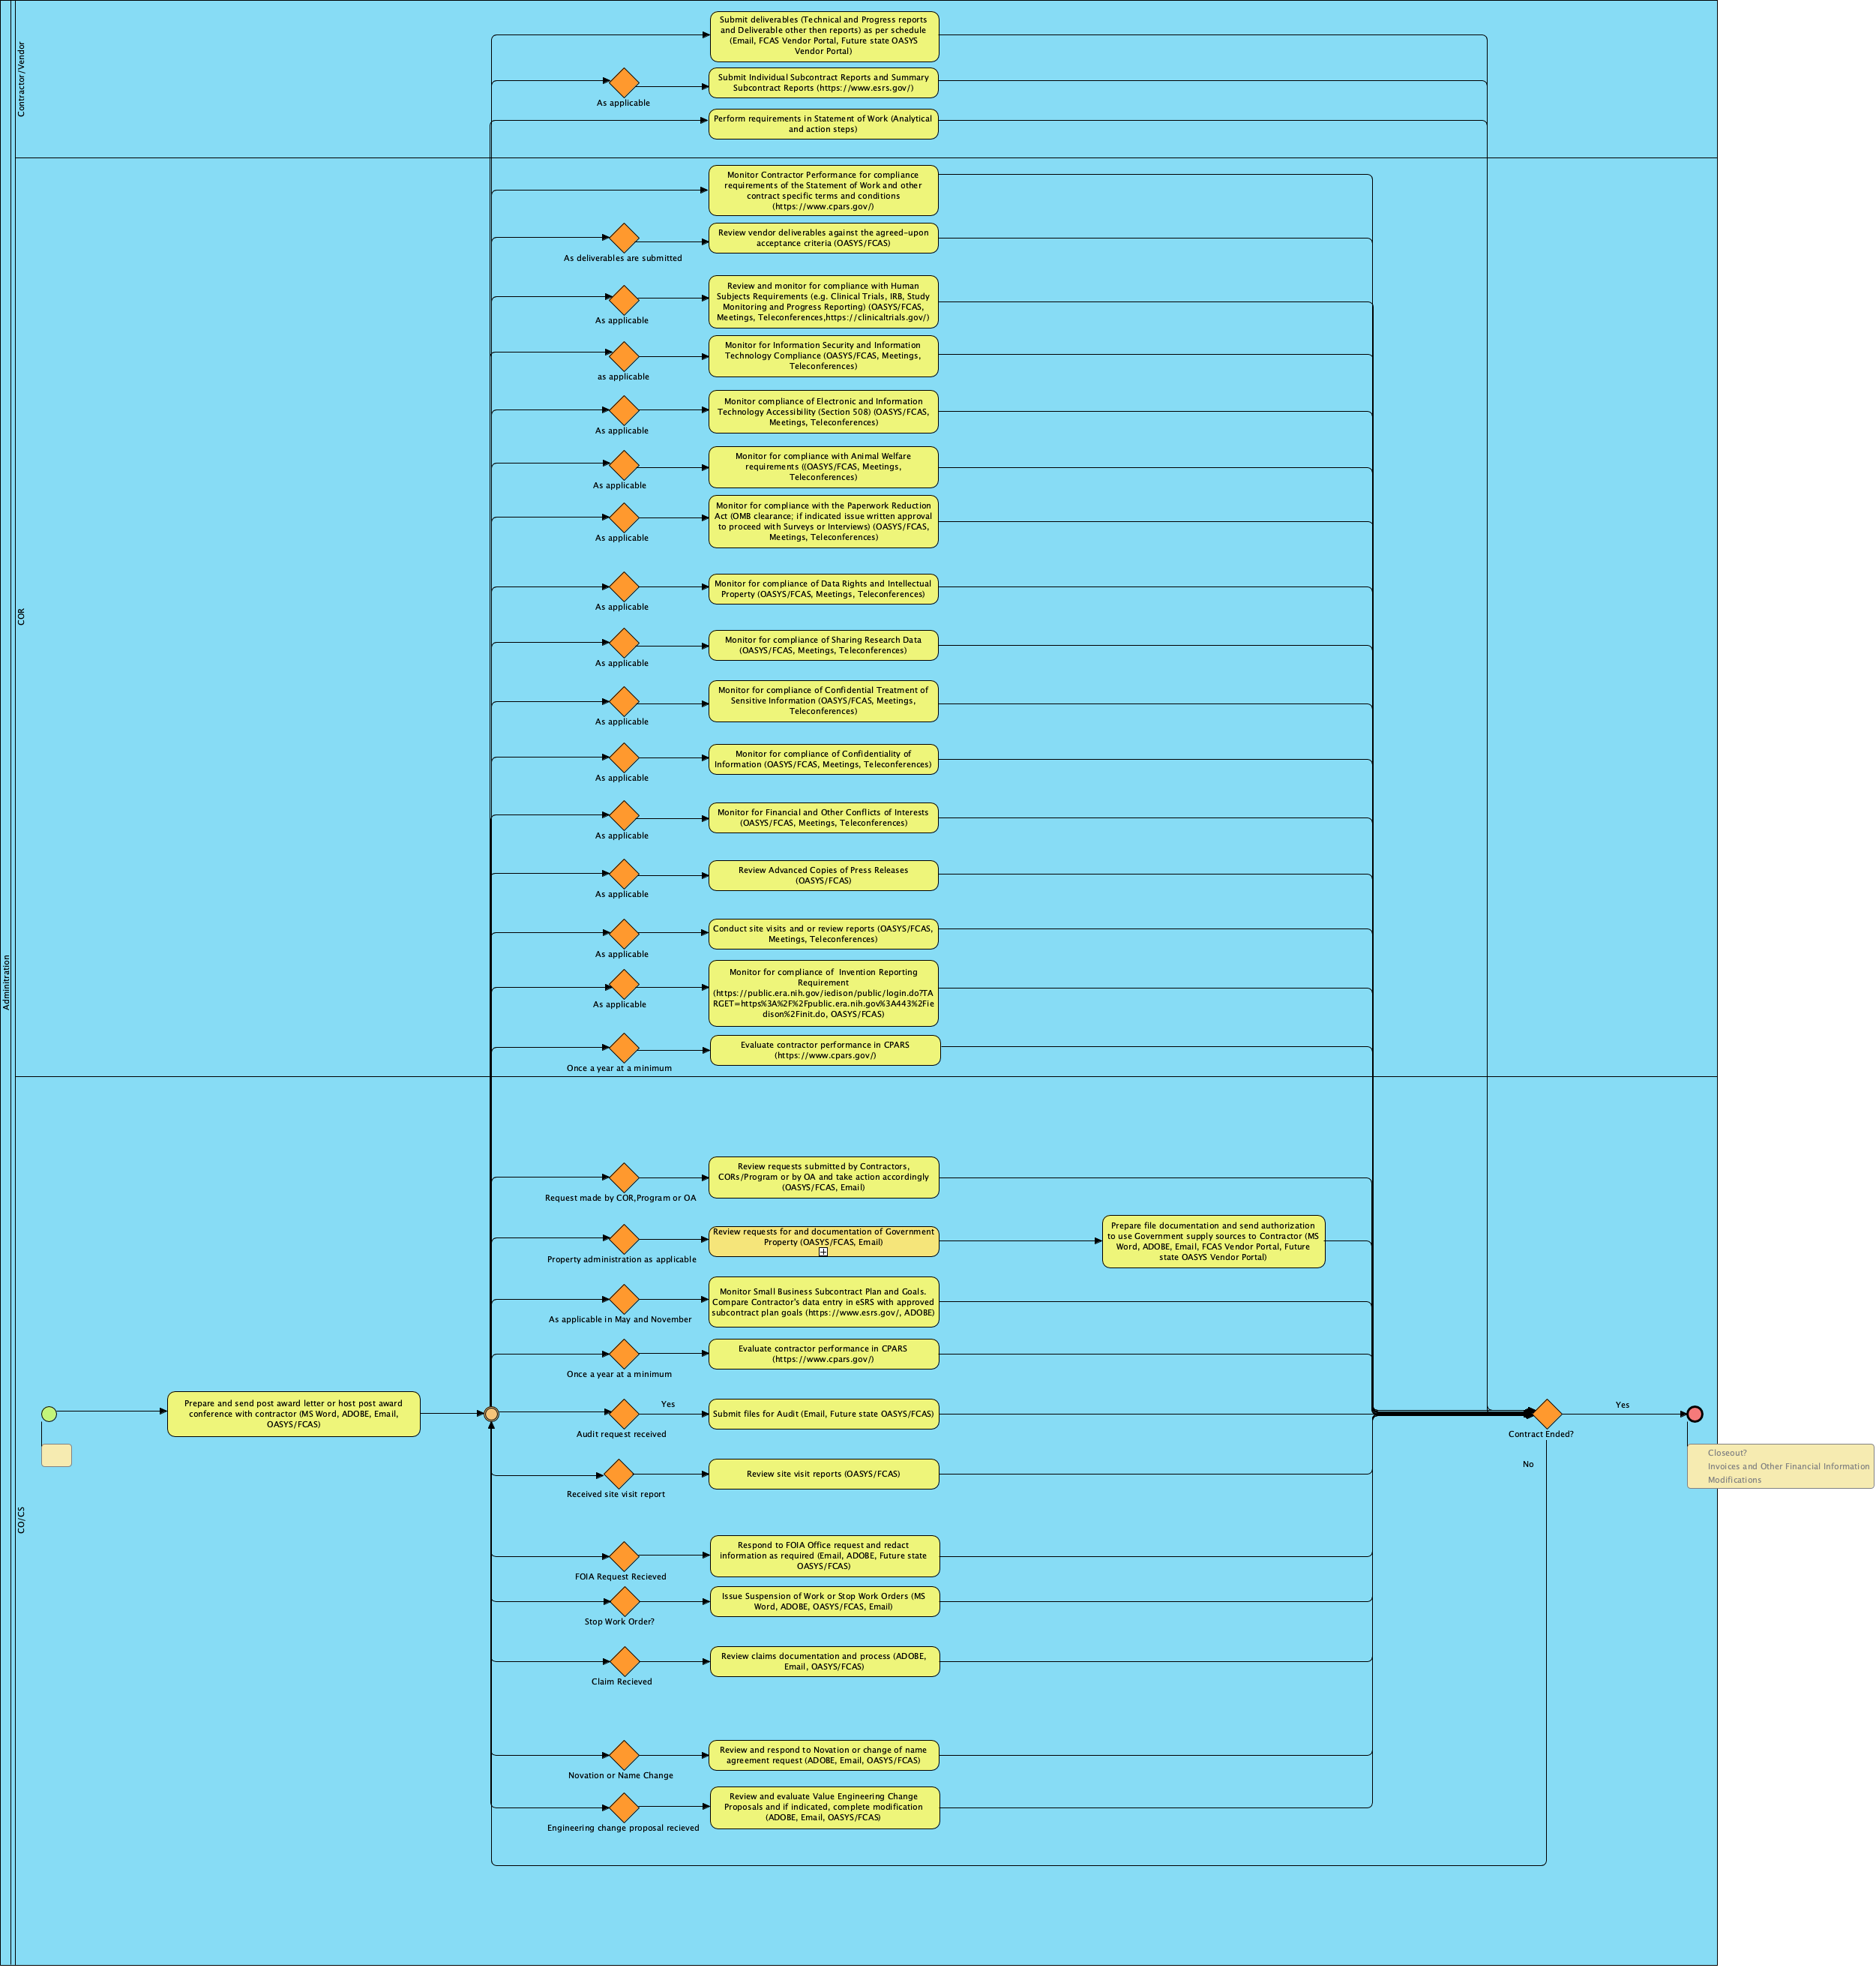 Adminitration
Contractor/Vendor
Submit deliverables (Technical and Progress reports
and Deliverable other then reports) as per schedule
(Email, FCAS Vendor Portal, Future state OASYS
Vendor Portal)
As applicable
Submit Individual Subcontract Reports and Summary
Subcontract Reports (https://www.esrs.gov/)
Perform requirements in Statement of Work (Analytical
and action steps)
COR
Monitor Contractor Performance for compliance
requirements of the Statement of Work and other
contract specific terms and conditions
(https://www.cpars.gov/)
As deliverables are submitted
Review vendor deliverables against the agreed-upon
acceptance criteria (OASYS/FCAS)
As applicable
Review and monitor for compliance with Human
Subjects Requirements (e.g. Clinical Trials, IRB, Study
Monitoring and Progress Reporting) (OASYS/FCAS,
Meetings, Teleconferences,https://clinicaltrials.gov/)
as applicable
Monitor for Information Security and Information
Technology Compliance (OASYS/FCAS, Meetings,
Teleconferences)
As applicable
Monitor compliance of Electronic and Information
Technology Accessibility (Section 508) (OASYS/FCAS,
Meetings, Teleconferences)
As applicable
Monitor for compliance with Animal Welfare
requirements ((OASYS/FCAS, Meetings,
Teleconferences)
As applicable
Monitor for compliance with the Paperwork Reduction
Act (OMB clearance; if indicated issue written approval
to proceed with Surveys or Interviews) (OASYS/FCAS,
Meetings, Teleconferences)
As applicable
Monitor for compliance of Data Rights and Intellectual
Property (OASYS/FCAS, Meetings, Teleconferences)
As applicable
Monitor for compliance of Sharing Research Data
(OASYS/FCAS, Meetings, Teleconferences)
As applicable
Monitor for compliance of Confidential Treatment of
Sensitive Information (OASYS/FCAS, Meetings,
Teleconferences)
As applicable
Monitor for compliance of Confidentiality of
Information (OASYS/FCAS, Meetings, Teleconferences)
As applicable
Monitor for Financial and Other Conflicts of Interests
(OASYS/FCAS, Meetings, Teleconferences)
As applicable
Review Advanced Copies of Press Releases
(OASYS/FCAS)
As applicable
Conduct site visits and or review reports (OASYS/FCAS,
Meetings, Teleconferences)
As applicable
Monitor for compliance of  Invention Reporting
Requirement
(https://public.era.nih.gov/iedison/public/login.do?TA
RGET=https%3A%2F%2Fpublic.era.nih.gov%3A443%2Fie
dison%2Finit.do, OASYS/FCAS)
Once a year at a minimum
Evaluate contractor performance in CPARS
(https://www.cpars.gov/)
CO/CS
Prepare and send post award letter or host post award
conference with contractor (MS Word, ADOBE, Email,
OASYS/FCAS)
Request made by COR,Program or OA
Review requests submitted by Contractors,
CORs/Program or by OA and take action accordingly
(OASYS/FCAS, Email)
Property administration as applicable
Review requests for and documentation of Government
Property (OASYS/FCAS, Email)
Prepare file documentation and send authorization
to use Government supply sources to Contractor (MS
Word, ADOBE, Email, FCAS Vendor Portal, Future
state OASYS Vendor Portal)
As applicable in May and November
Monitor Small Business Subcontract Plan and Goals.
Compare Contractor's data entry in eSRS with approved
subcontract plan goals (https://www.esrs.gov/, ADOBE)
Once a year at a minimum
Evaluate contractor performance in CPARS
(https://www.cpars.gov/)
Audit request received
Yes
Submit files for Audit (Email, Future state OASYS/FCAS)
Received site visit report
Review site visit reports (OASYS/FCAS)
FOIA Request Recieved
Respond to FOIA Office request and redact
information as required (Email, ADOBE, Future state
OASYS/FCAS)
Stop Work Order?
Issue Suspension of Work or Stop Work Orders (MS
Word, ADOBE, OASYS/FCAS, Email)
Claim Recieved
Review claims documentation and process (ADOBE,
Email, OASYS/FCAS)
Novation or Name Change
Review and respond to Novation or change of name
agreement request (ADOBE, Email, OASYS/FCAS)
Engineering change proposal recieved
Review and evaluate Value Engineering Change
Proposals and if indicated, complete modification
(ADOBE, Email, OASYS/FCAS)
Contract Ended?
Yes
No
Closeout?
Invoices and Other Financial Information
Modifications